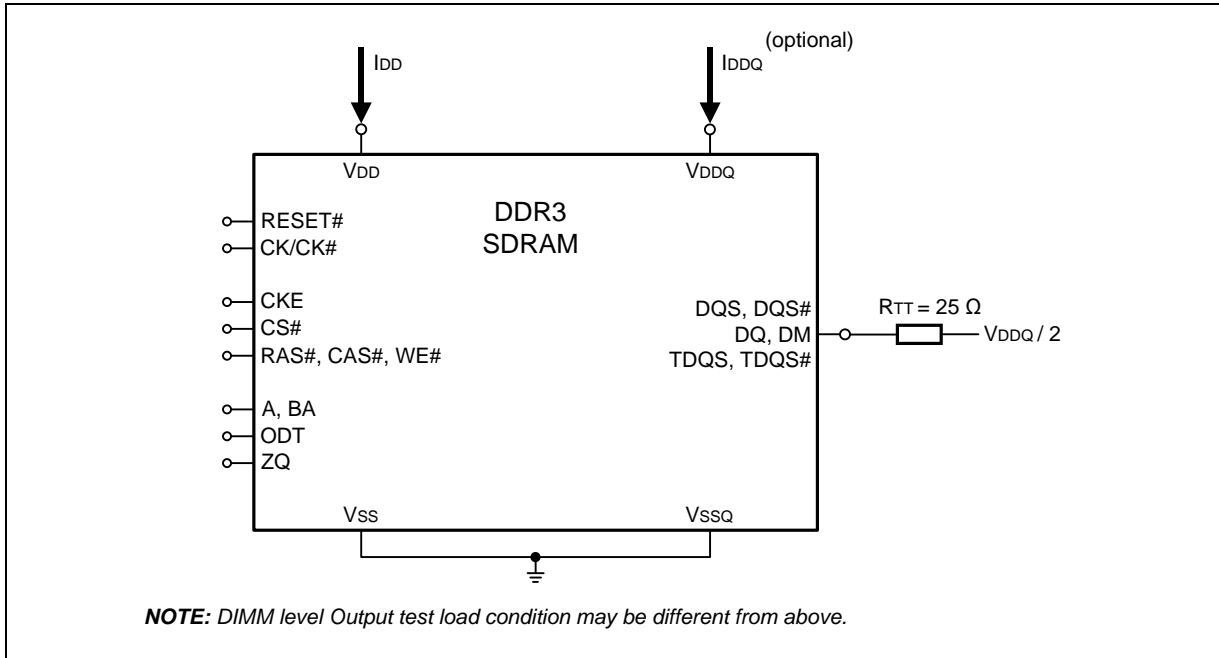 (optional)
IDD
IDDQ
VDD
VDDQ
DDR3
SDRAM
RESET#
CK/CK#
CKE
CS#
RAS#, CAS#, WE#
A, BA
ODT
ZQ
DQS, DQS#
DQ, DM
TDQS, TDQS#
RTT = 25 Ω
VDDQ / 2
VSS
VSSQ
NOTE: DIMM level Output test load condition may be different from above.